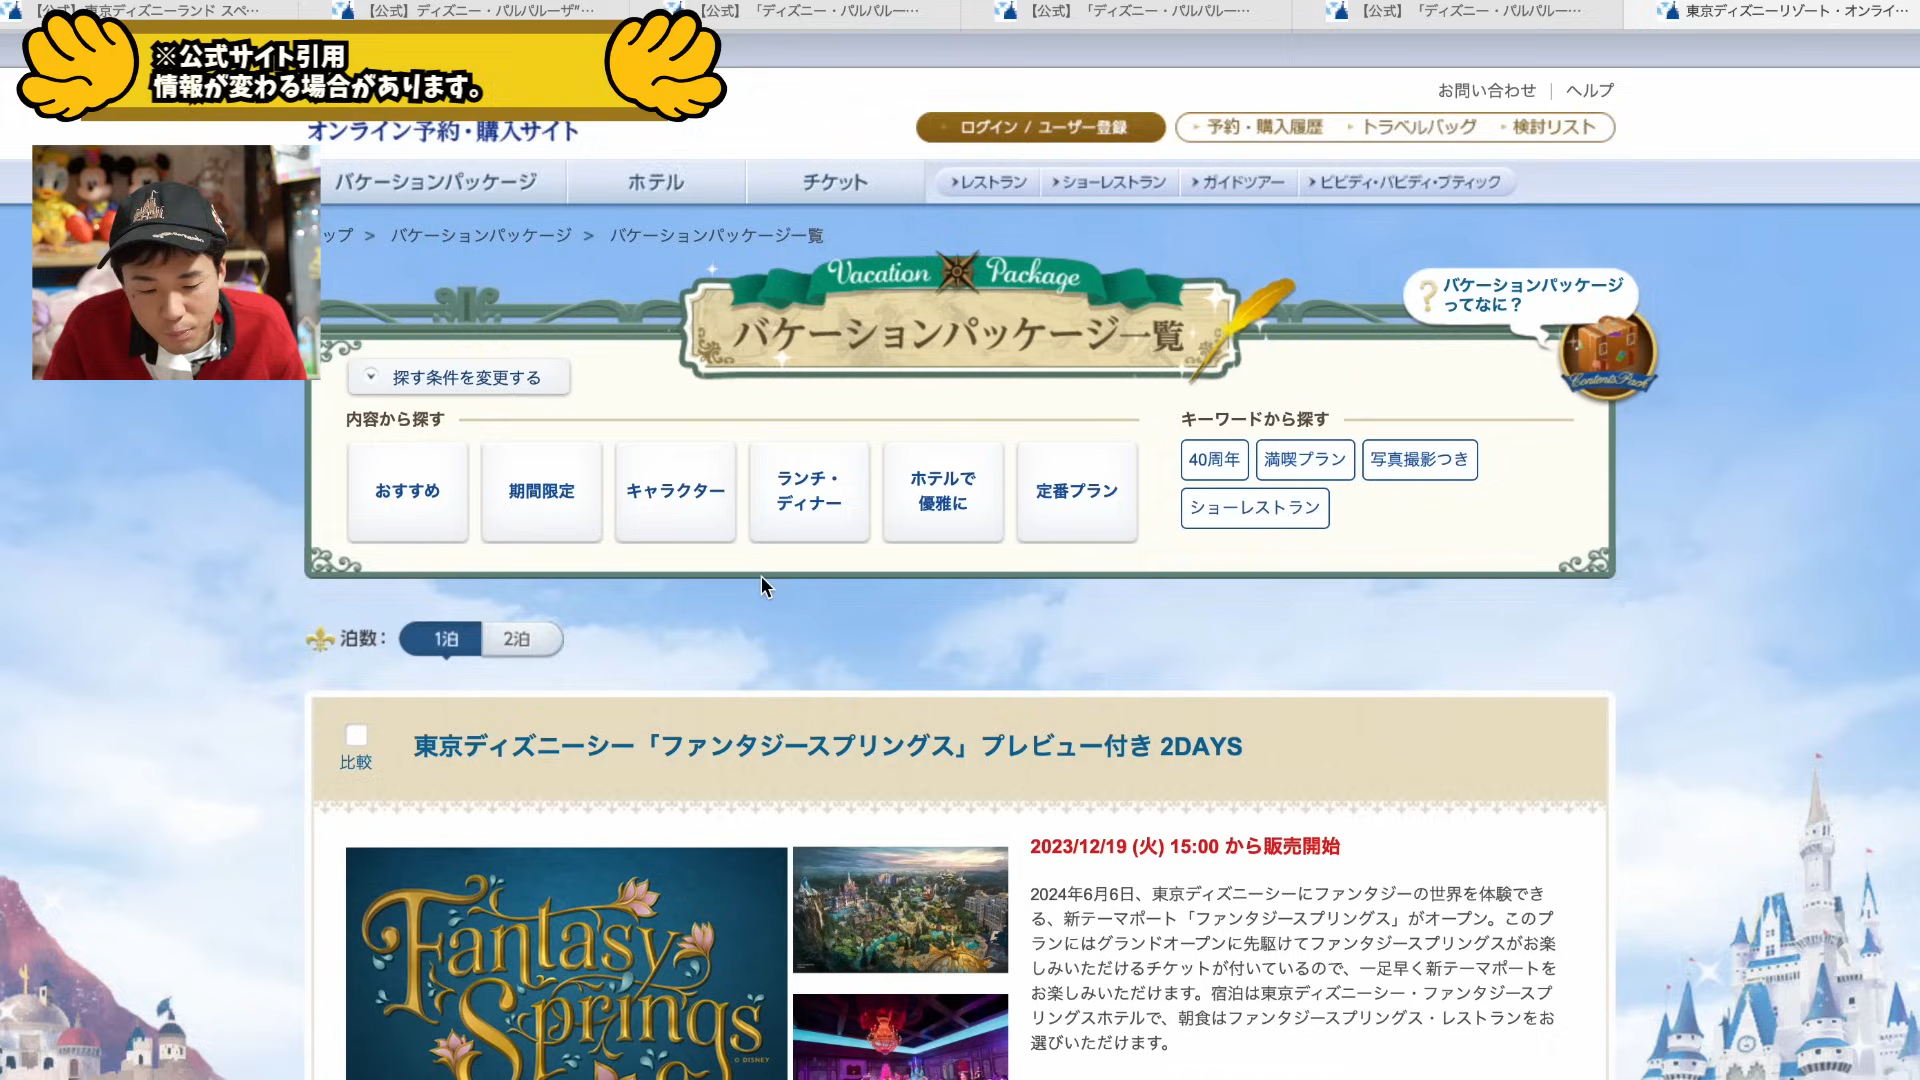 【公式】東京ディズニーランド スペ…
【公式】ディズニー・パルパルーザ"…
【公式】「ディズニー・パルパルー…
【公式】「ディズニー・パルパルー…
【公式】「ディズニー・パルパルー…
東京ディズニーリゾート・オンライ…
※公式サイト引用
情報が変わる場合があります。
お問い合わせ
ヘルプ
オンライン予約・購入サイト
ログイン / ユーザー登録
予約・購入履歴
トラベルバッグ
検討リスト
バケーションパッケージ
ホテル
チケット
レストラン
ショーレストラン
ガイドツアー
ビビディ・バビディ・ブティック
ップ > バケーションパッケージ > バケーションパッケージ一覧
Vacation Package
バケーションパッケージ一覧
バケーションパッケージ
ってなに？
Contents Pack
探す条件を変更する
内容から探す
キーワードから探す
おすすめ
期間限定
キャラクター
ランチ・
ディナー
ホテルで
優雅に
定番プラン
40周年
満喫プラン
写真撮影つき
ショーレストラン
泊数：
1泊
2泊
比較
東京ディズニーシー「ファンタジースプリングス」プレビュー付き 2DAYS
2023/12/19 (火) 15:00 から販売開始
2024年6月6日、東京ディズニーシーにファンタジーの世界を体験でき
る、新テーマポート「ファンタジースプリングス」がオープン。このプ
ランにはグランドオープンに先駆けてファンタジースプリングスがお楽
しみいただけるチケットが付いているので、一足早く新テーマポートを
お楽しみいただけます。宿泊は東京ディズニーシー・ファンタジースプ
リングスホテルで、朝食はファンタジースプリングス・レストランをお
選びいただけます。
Fantasy
Springs
© DISNEY